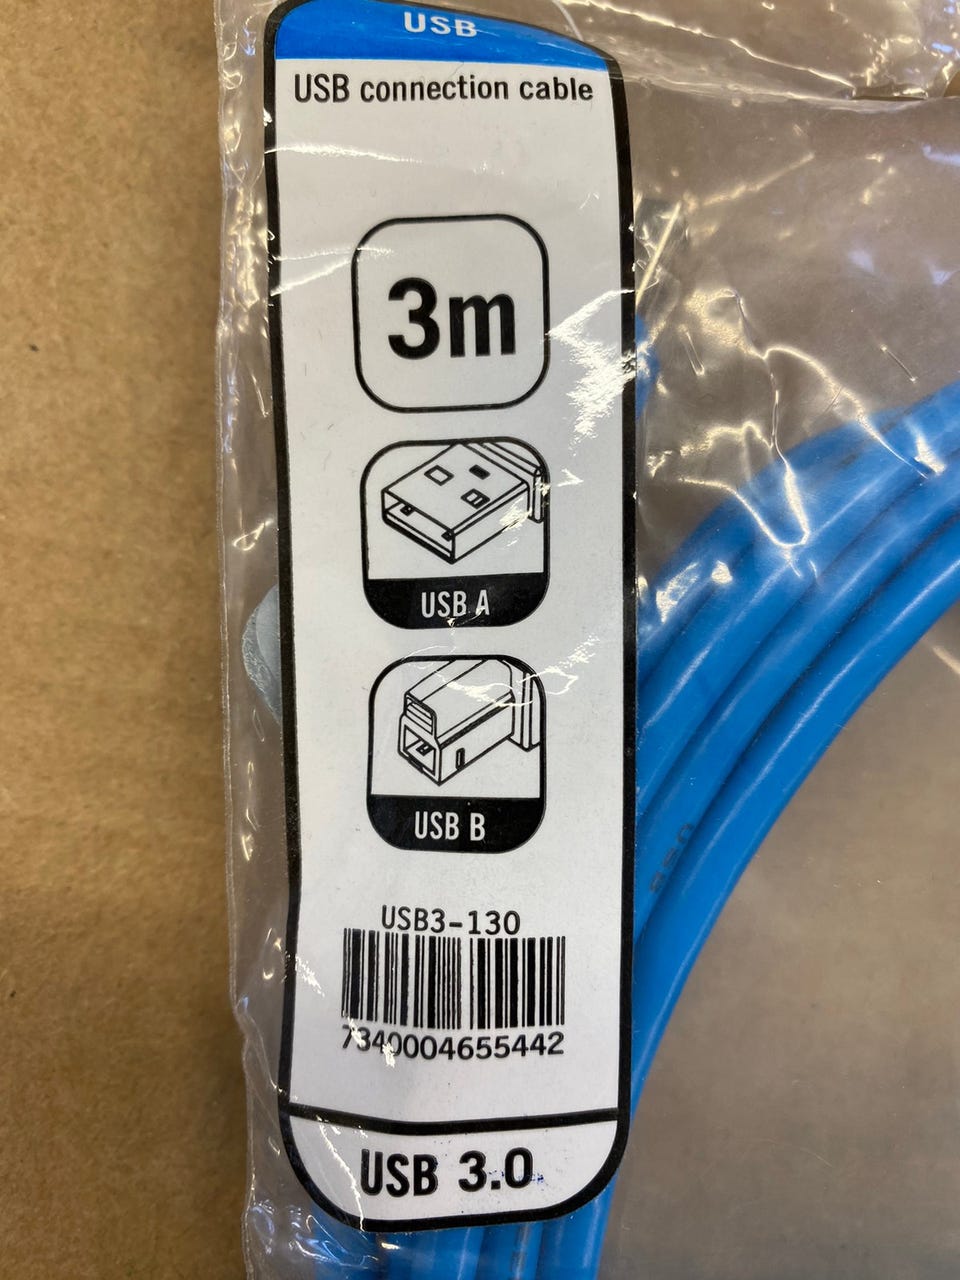 USB
USB connection cable
3m
USB A
USB B
USB3-130
7340004655442
USB 3.0